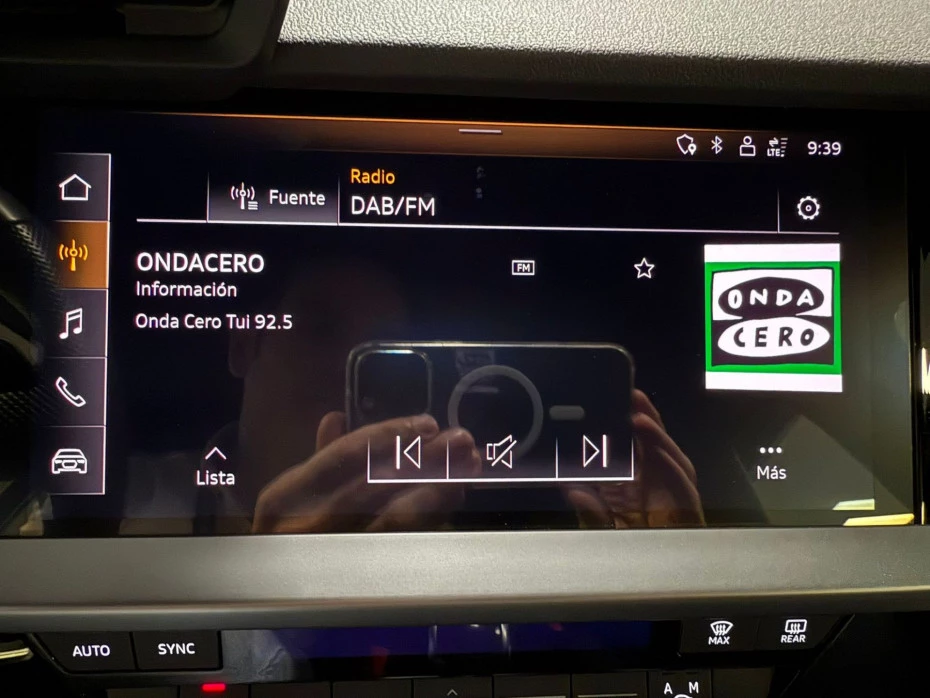 LTE 9:39
Radio
Fuente
DAB/FM
ONDACERO
FM
Información
Onda Cero Tui 92.5
ONDA
CERO
Lista
Más
AUTO
SYNC
MAX
REAR
A M